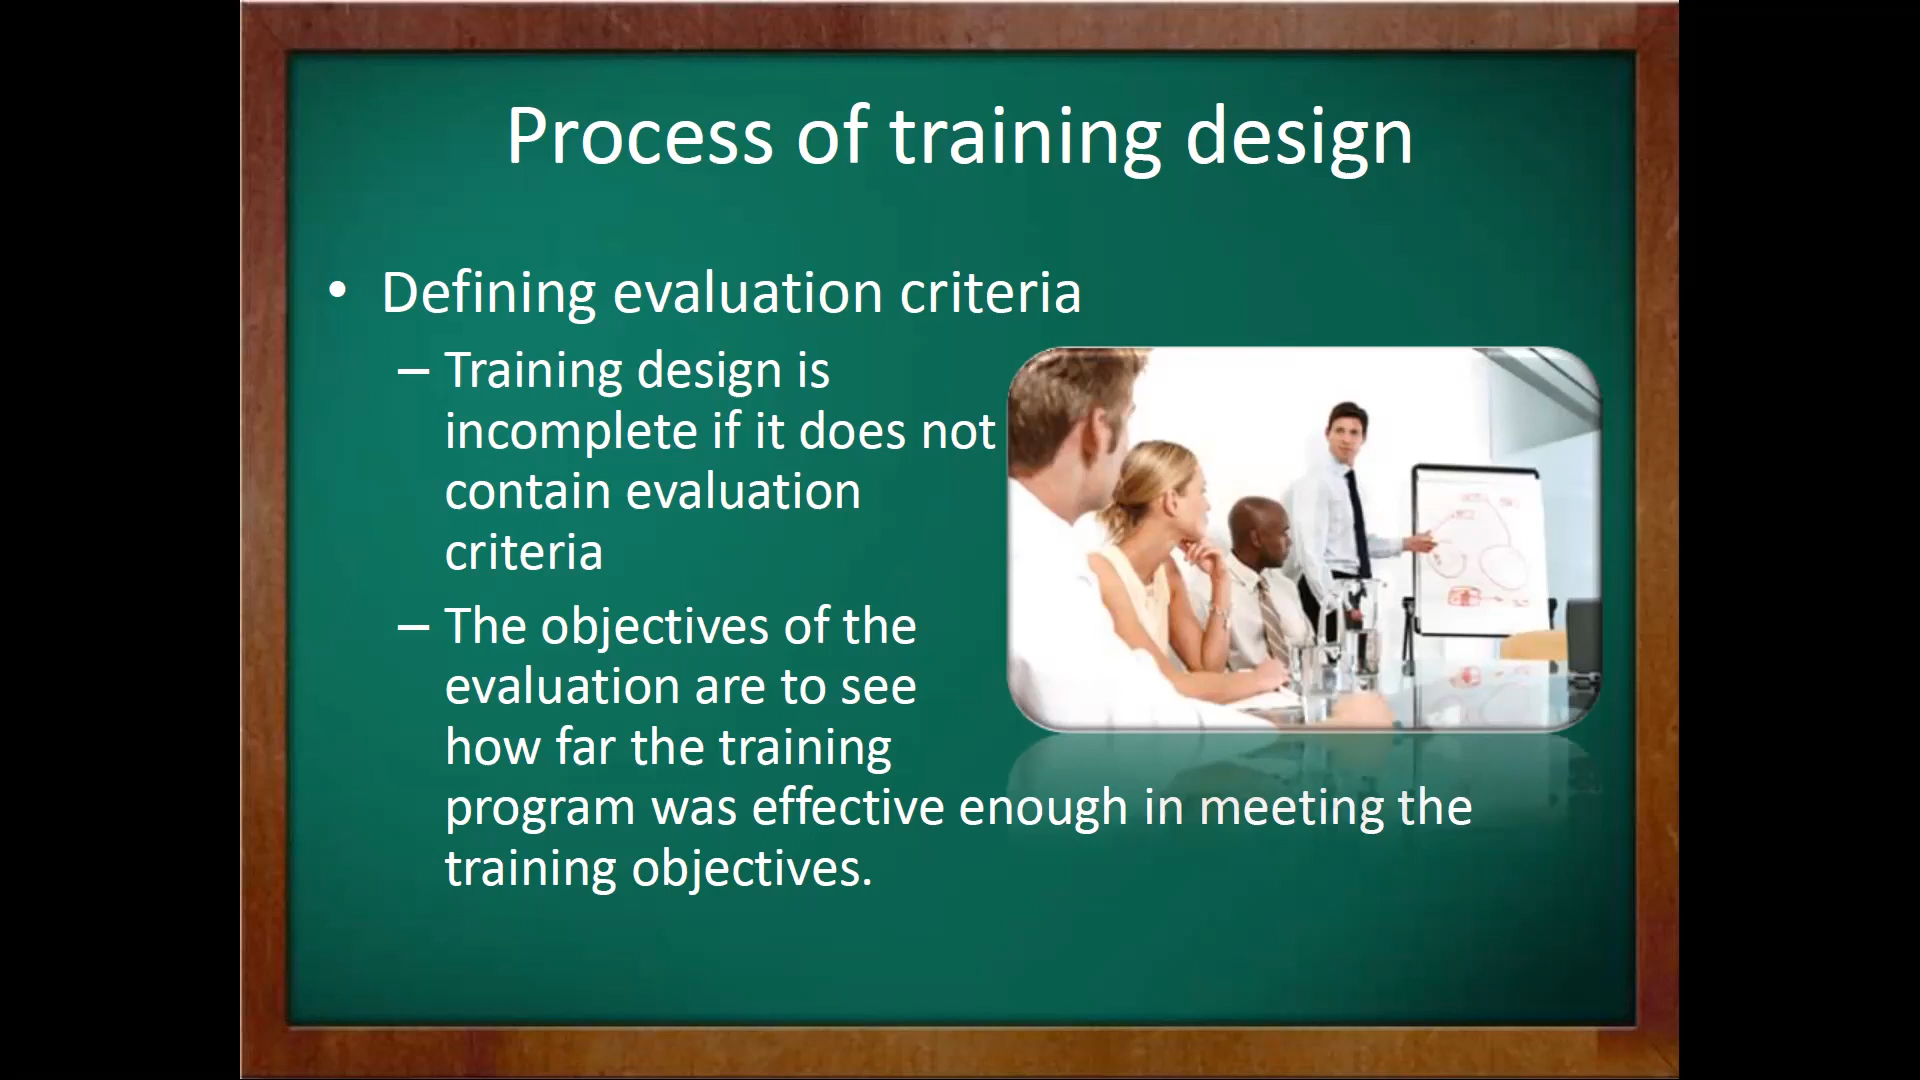 Process of training design
• Defining evaluation criteria
– Training design is
incomplete if it does not
contain evaluation
criteria
– The objectives of the
evaluation are to see
how far the training
program was effective enough in meeting the
training objectives.